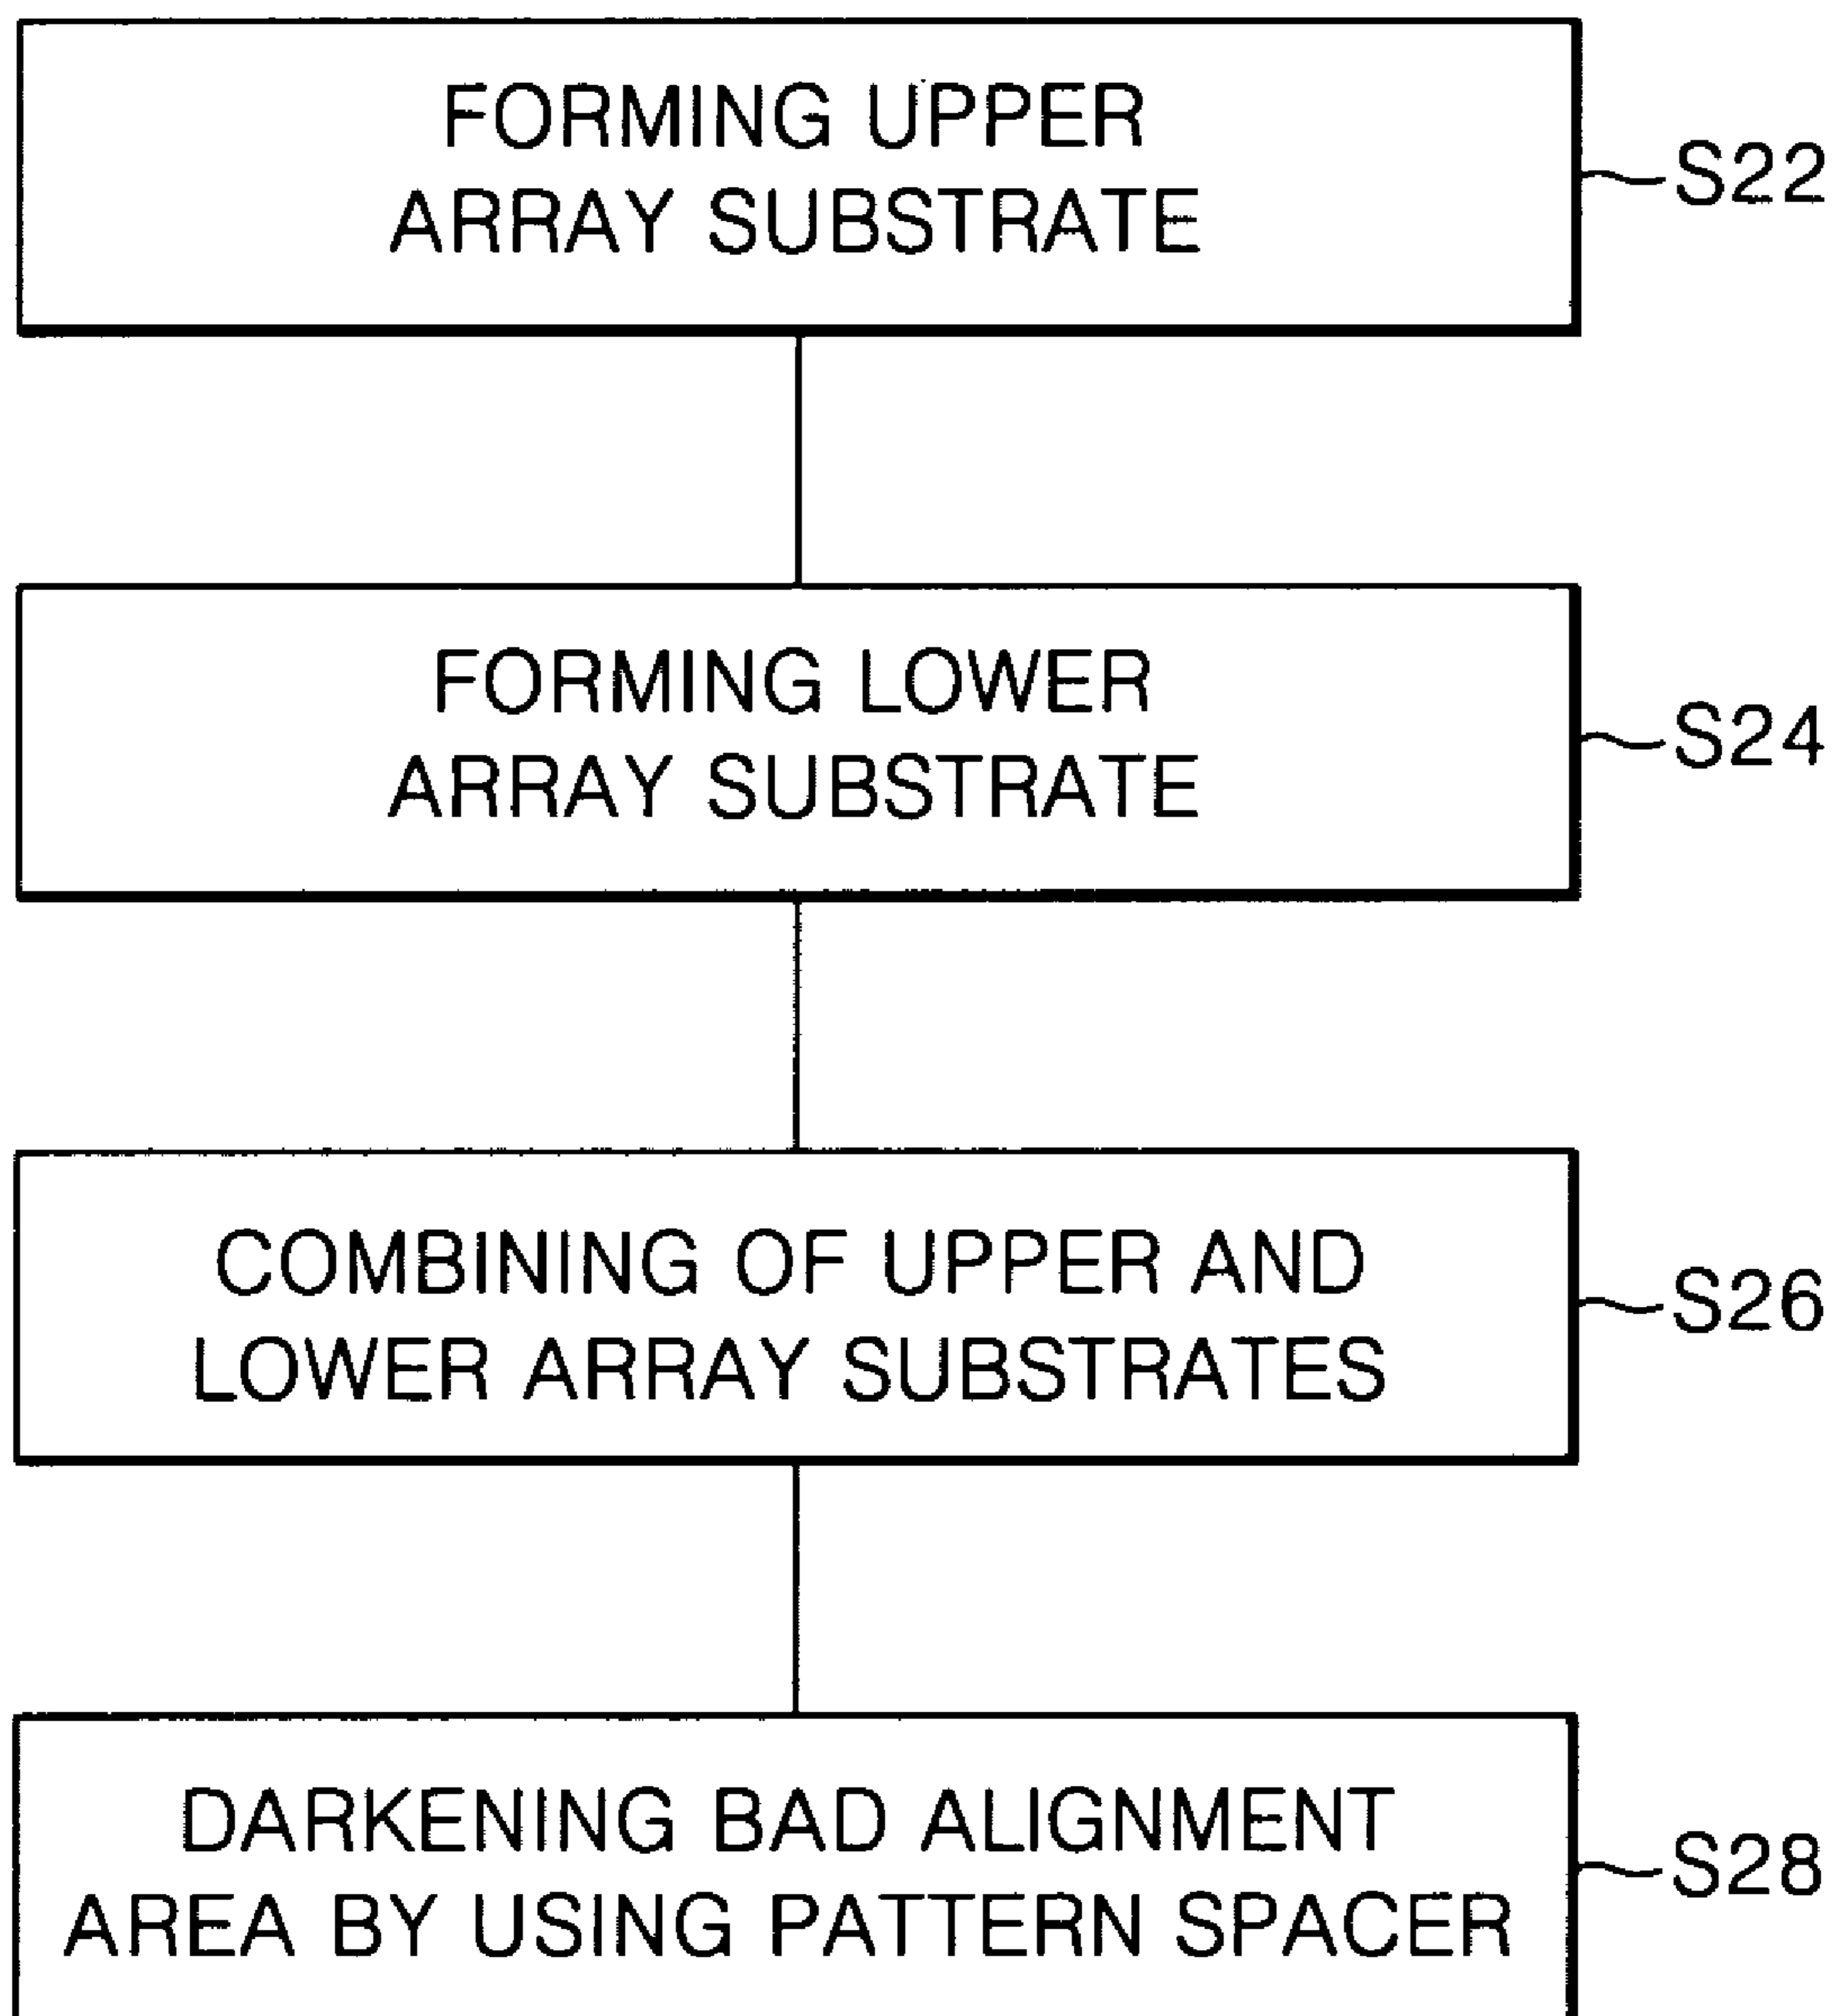 FORMING UPPER
ARRAY SUBSTRATE
S22
FORMING LOWER
ARRAY SUBSTRATE
S24
COMBINING OF UPPER AND
LOWER ARRAY SUBSTRATES
S26
DARKENING BAD ALIGNMENT
AREA BY USING PATTERN SPACER
S28